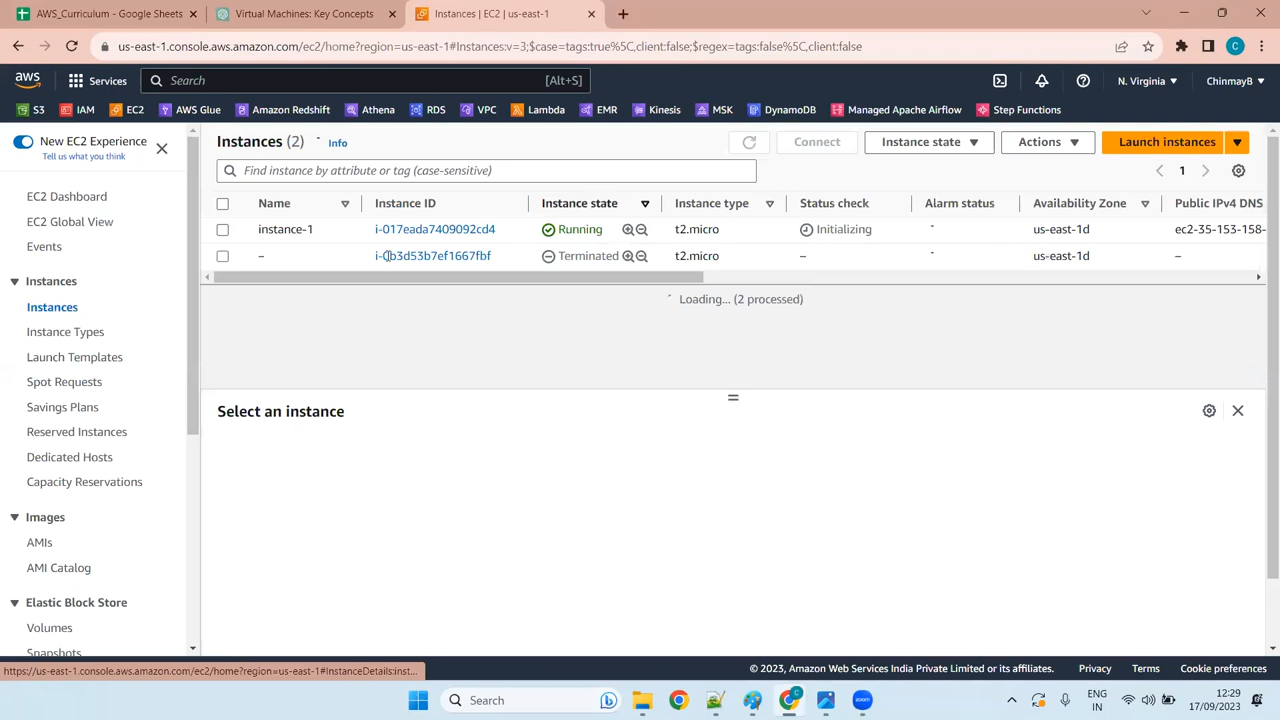 AWS_Curriculum - Google Sheets
Virtual Machines: Key Concepts
Instances | EC2 | us-east-1
us-east-1.console.aws.amazon.com/ec2/home?region=us-east-1#Instances:v=3;$case=tags:true%5C,client:false;$regex=tags:false%5C,client:false
C
aws
Services
Search
[Alt+S]
N. Virginia
ChinmayB
S3
IAM
EC2
AWS Glue
Amazon Redshift
Athena
RDS
VPC
Lambda
EMR
Kinesis
MSK
DynamoDB
Managed Apache Airflow
Step Functions
New EC2 Experience
Tell us what you think
EC2 Dashboard
EC2 Global View
Events
Instances
Instances
Instance Types
Launch Templates
Spot Requests
Savings Plans
Reserved Instances
Dedicated Hosts
Capacity Reservations
Images
AMIs
AMI Catalog
Elastic Block Store
Volumes
Snapshots
Instances (2)
Info
Connect
Instance state
Actions
Launch instances
Find instance by attribute or tag (case-sensitive)
1
Name Instance ID Instance state Instance type Status check Alarm status Availability Zone Public IPv4 DNS
instance-1 i-017eada7409092cd4 Running t2.micro Initializing us-east-1d ec2-35-153-158-
– Terminated t2.micro – us-east-1d –
Loading... (2 processed)
Select an instance
https://us-east-1.console.aws.amazon.com/ec2/home?region=us-east-1#InstanceDetails:inst...
© 2023, Amazon Web Services India Private Limited or its affiliates.
Privacy
Terms
Cookie preferences
Search
ENG
IN
12:29
17/09/2023